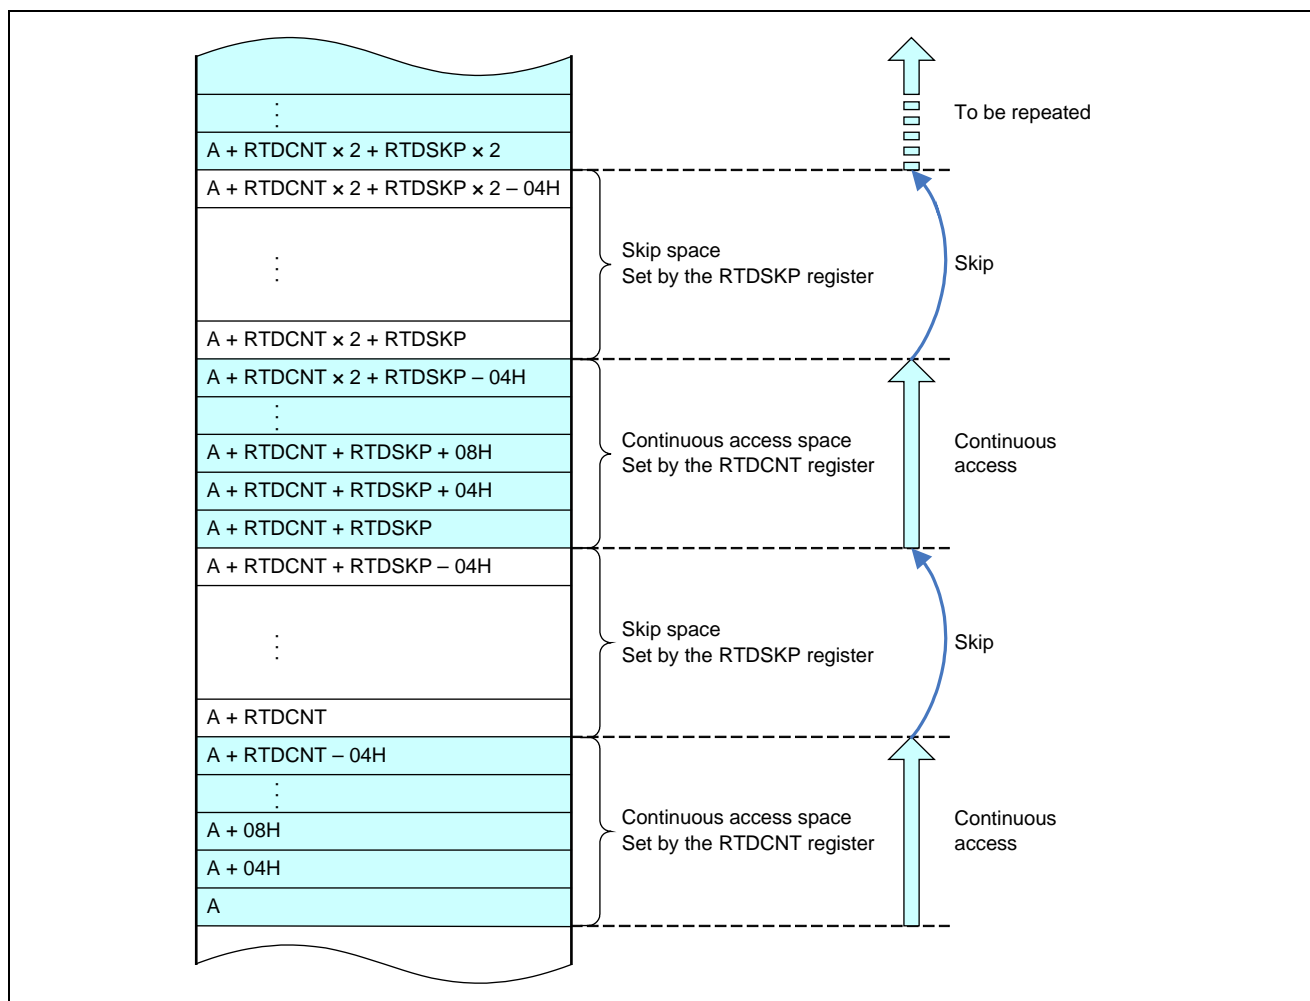 To be repeated
A + RTDCNT × 2 + RTDSKP × 2
A + RTDCNT × 2 + RTDSKP × 2 – 04H
Skip space
Set by the RTDSKP register
Skip
A + RTDCNT × 2 + RTDSKP
A + RTDCNT × 2 + RTDSKP – 04H
Continuous access space
Set by the RTDCNT register
Continuous
access
A + RTDCNT + RTDSKP + 08H
A + RTDCNT + RTDSKP + 04H
A + RTDCNT + RTDSKP
A + RTDCNT + RTDSKP – 04H
Skip space
Set by the RTDSKP register
Skip
A + RTDCNT
A + RTDCNT – 04H
Continuous access space
Set by the RTDCNT register
Continuous
access
A + 08H
A + 04H
A